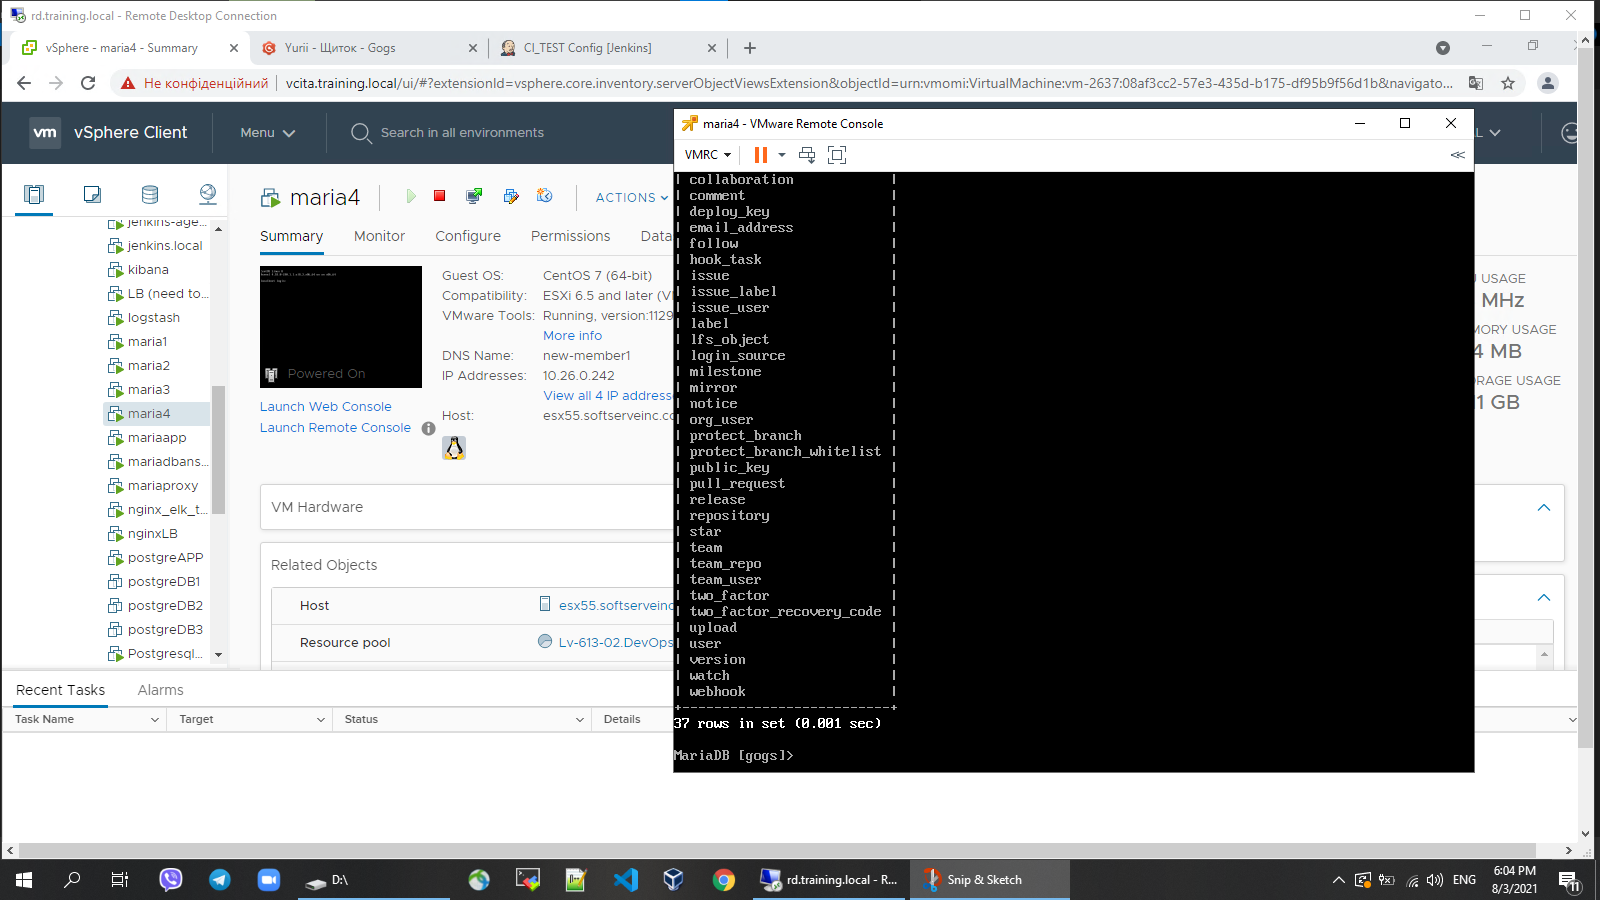 rd.training.local - Remote Desktop Connection
vSphere - maria4 - Summary
Yurii - Щиток - Gogs
CI_TEST Config [Jenkins]
Не конфіденційний
vcita.training.local/ui/#?extensionId=vsphere.core.inventory.serverObjectViewsExtension&objectId=urn:vmomi:VirtualMachine:vm-2637:08af3cc2-57e3-435d-b175-df95b9f56d1b&navigato...
vm
vSphere Client
Menu
Search in all environments
L
jenkins-age...
jenkins.local
kibana
LB (need to...
logstash
maria1
maria2
maria3
maria4
mariaapp
mariadbans...
mariaproxy
nginx_elk_t...
nginxLB
postgreAPP
postgreDB1
postgreDB2
postgreDB3
Postgresql...
maria4
ACTIONS
Summary
Monitor
Configure
Permissions
Data
Powered On
Launch Web Console
Launch Remote Console
Guest OS: CentOS 7 (64-bit)
Compatibility: ESXi 6.5 and later (V
VMware Tools: Running, version:1129
More info
DNS Name: new-member1
IP Addresses: 10.26.0.242
View all 4 IP address
Host: esx55.softserveinc.c
USAGE
MHz
MORY USAGE
4 MB
RAGE USAGE
1 GB
VM Hardware
Related Objects
Host
esx55.softserveinc
Resource pool
Lv-613-02.DevOps
maria4 - VMware Remote Console
VMRC
| collaboration |
| comment |
| deploy_key |
| email_address |
| follow |
| hook_task |
| issue |
| issue_label |
| issue_user |
| label |
| lfs_object |
| login_source |
| milestone |
| mirror |
| notice |
| org_user |
| protect_branch |
| protect_branch_whitelist |
| public_key |
| pull_request |
| release |
| repository |
| star |
| team |
| team_repo |
| team_user |
| two_factor |
| two_factor_recovery_code |
| upload |
| user |
| version |
| watch |
| webhook |
+--------------------------+
37 rows in set (0.001 sec)
MariaDB [gogs]>
Recent Tasks
Alarms
Task Name
Target
Status
Details
D:\
rd.training.local - R...
Snip & Sketch
ENG
6:04 PM
8/3/2021
11